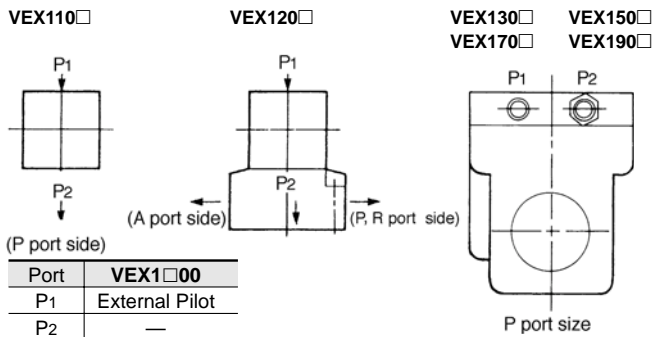 VEX110□
VEX120□
VEX130□ VEX150□
VEX170□ VEX190□
P1
P2
(P port side)
P1
P2
(A port side)
(P, R port side)
P1 P2
P port size
Port VEX1□00
P1 External Pilot
P2 —